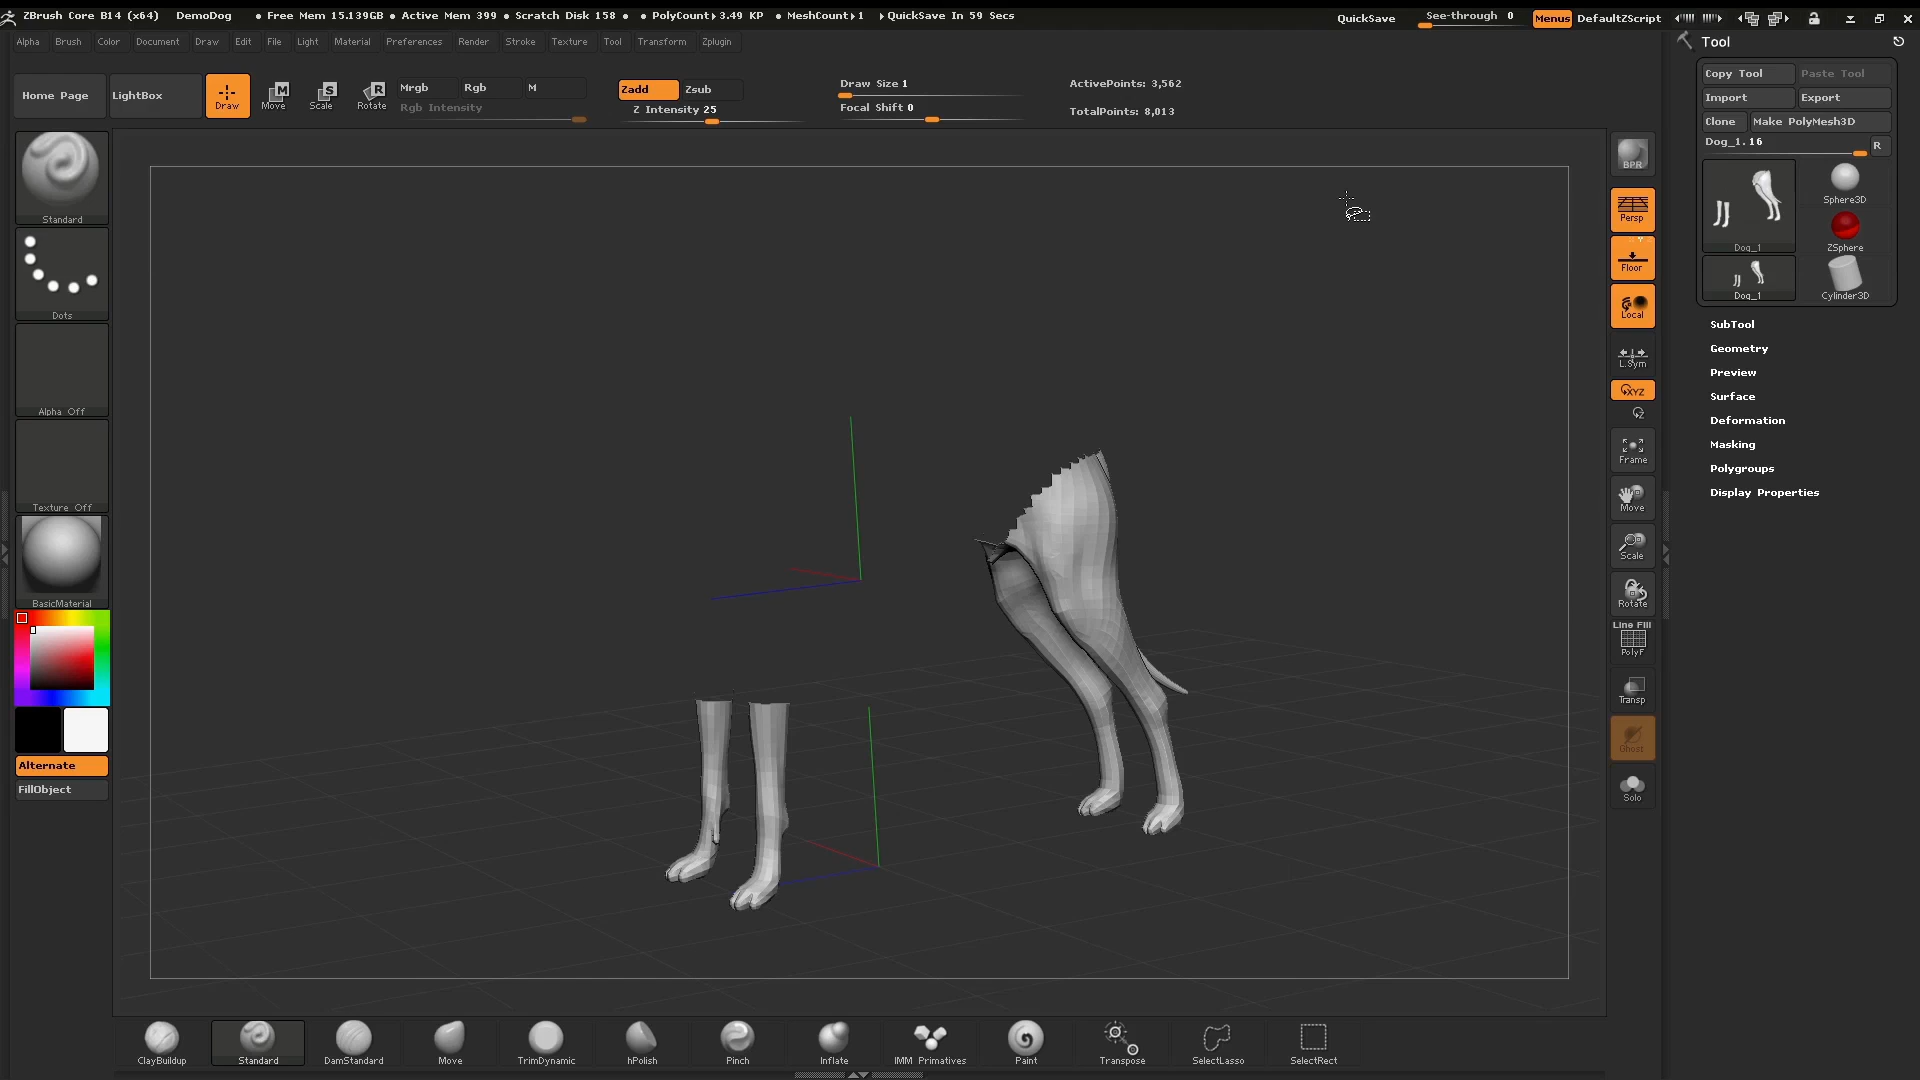 ZBrush Core B14 (x64) DemoDog • Free Mem 15.139GB • Active Mem 399 • Scratch Disk 158 • • PolyCount▸3.49 KP • MeshCount▸1 ▸QuickSave In 59 Secs QuickSave See-through 0 Menus DefaultZScript
Alpha Brush Color Document Draw Edit File Light Material Preferences Render Stroke Texture Tool Transform Zplugin
Tool
Copy Tool Paste Tool
Import Export
Clone Make PolyMesh3D
Dog_1.16 R
Dog_1
Sphere3D
ZSphere
Dog_1
Cylinder3D
SubTool
Geometry
Preview
Surface
Deformation
Masking
Polygroups
Display Properties
Home Page LightBox Draw
M Move
S Scale
R Rotate
Mrgb Rgb M
Rgb Intensity
Zadd Zsub
Z Intensity 25
Draw Size 1
Focal Shift 0
ActivePoints: 3,562
TotalPoints: 8,013
Standard
Dots
Alpha Off
Texture Off
BasicMaterial
Alternate
FillObject
BPR
Persp
Floor
Local
L.Sym
XYZ
Z
Frame
Move
Scale
Rotate
Line Fill
PolyF
Transp
Ghost
Solo
ClayBuildup Standard DamStandard Move TrimDynamic hPolish Pinch Inflate IMM Primatives Paint Transpose SelectLasso SelectRect